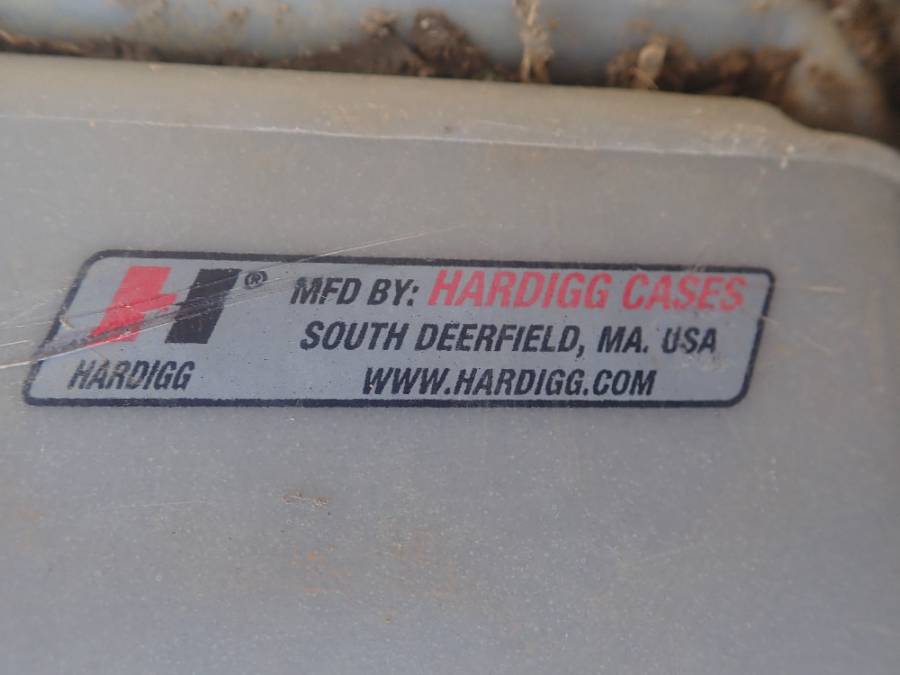 H® MFD BY: HARDIGG CASES
SOUTH DEERFIELD, MA. USA
HARDIGG WWW.HARDIGG.COM